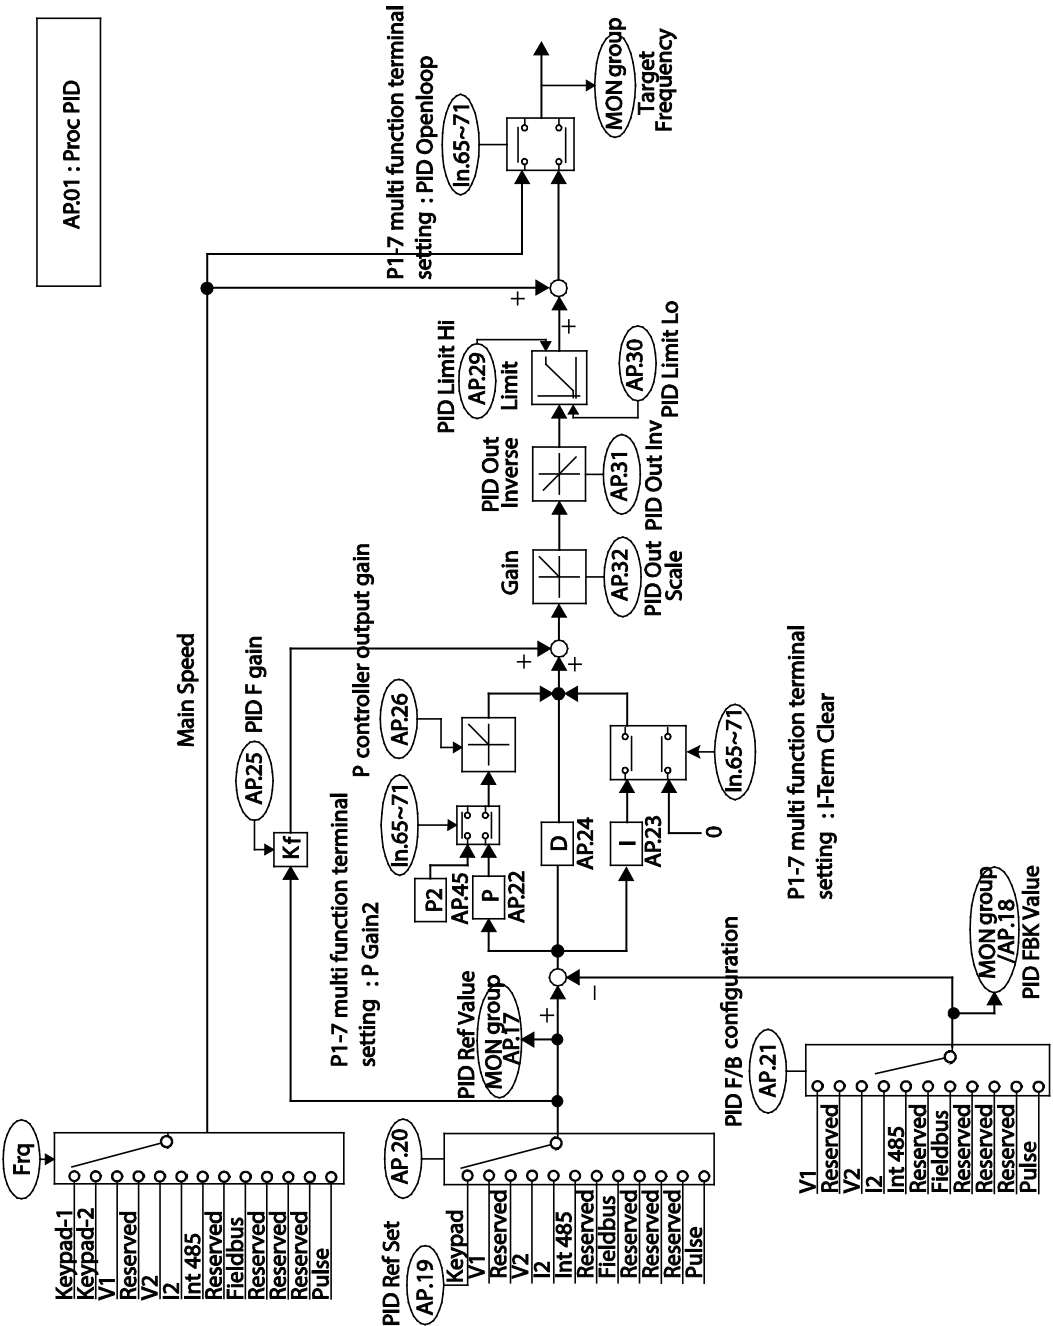 AP.01 : Proc PID
Frq
Keypad-1
Keypad-2
V1
Reserved
V2
I2
Int 485
Reserved
Fieldbus
Reserved
Reserved
Reserved
Pulse
Main Speed
AP.25
PID F gain
Kf
P1-7 multi function terminal
setting : PID Openloop
In.65~71
MON group
Target
Frequency
PID Ref Set
AP.19
AP.20
Keypad
V1
Reserved
V2
I2
Int 485
Reserved
Fieldbus
Reserved
Reserved
Reserved
Pulse
PID Ref Value
MON group
AP.17
+
−
P1-7 multi function terminal
setting : P Gain2
In.65~71
P2
AP.45
P
AP.22
P controller output gain
AP.26
D
AP.24
I
AP.23
0
In.65~71
P1-7 multi function terminal
setting : I-Term Clear
+
+
Gain
AP.32
PID Out
Scale
PID Out
Inverse
AP.31
PID Out Inv
PID Limit Hi
AP.29
Limit
AP.30
PID Limit Lo
+
+
PID F/B configuration
AP.21
V1
Reserved
V2
I2
Int 485
Reserved
Fieldbus
Reserved
Reserved
Reserved
Pulse
MON group
/AP.18
PID FBK Value